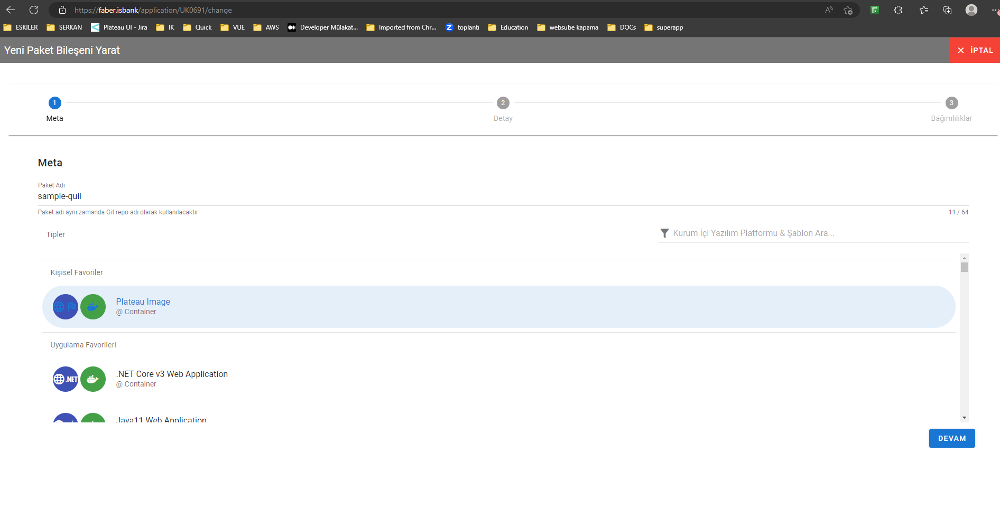 https://faber.isbank/application/UK0691/change
ESKİLER SERKAN Plateau UI - Jira IK Quick VUE AWS Developer Mülakat... Imported from Chr... toplanti Education websube kapama DOCs superapp
Yeni Paket Bileşeni Yarat
İPTAL
1 2 3
Meta Detay Bağımlılıklar
Meta
Paket Adı
sample-quii
Paket adı aynı zamanda Git repo adı olarak kullanılacaktır 11 / 64
Tipler
Kurum İçi Yazılım Platformu & Şablon Ara...
Kişisel Favoriler
Plateau Image
@ Container
Uygulama Favorileri
.NET
.NET Core v3 Web Application
@ Container
Java11 Web Application
DEVAM